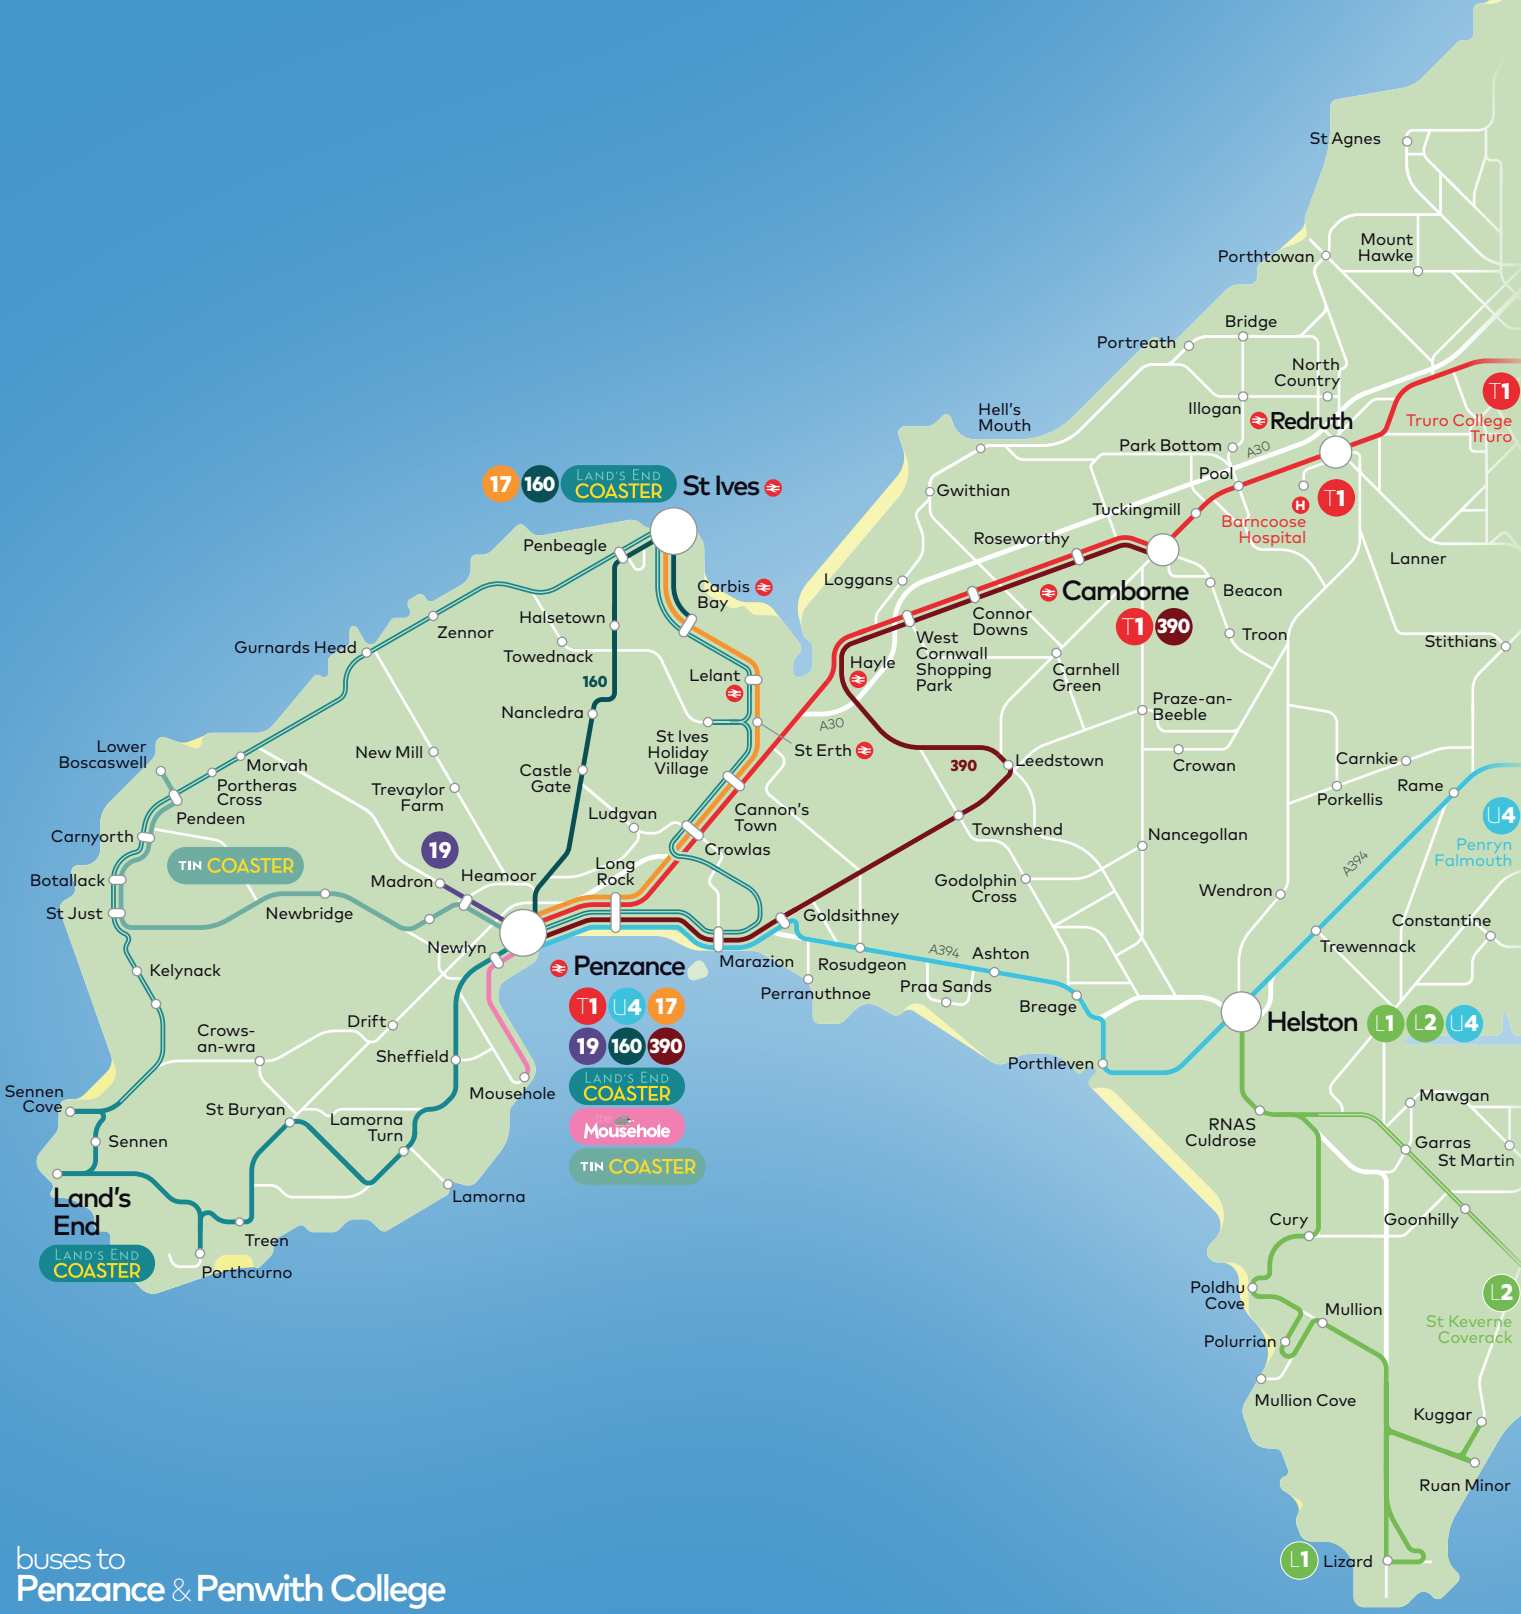 St Agnes
Mount
Hawke
Porthtowan
Bridge
Portreath
North
Country
T1
Truro College
Truro
Illogan
Redruth
Hell's
Mouth
Park Bottom
A30
Pool
T1
H
Barncoose
Hospital
Gwithian
Tuckingmill
Roseworthy
Lanner
17
160
LAND'S END
COASTER
St Ives
Penbeagle
Carbis
Bay
Loggans
Camborne
T1
390
Beacon
Troon
Stithians
Connor
Downs
West
Cornwall
Shopping
Park
Carnhell
Green
Hayle
Praze-an-
Beeble
Halsetown
Towednack
Zennor
Gurnards Head
160
Lelant
Nancledra
A30
St Ives
Holiday
Village
St Erth
390
Leedstown
Crowan
Carnkie
Rame
Porkellis
U4
Penryn
Falmouth
Lower
Boscaswell
New Mill
Morvah
Portheras
Cross
Castle
Gate
Trevaylor
Farm
Pendeen
Carnyorth
Ludgvan
Cannon's
Town
Crowlas
Townshend
Nancegollan
A394
TIN COASTER
19
Madron
Heamoor
Long
Rock
Botallack
St Just
Newbridge
Godolphin
Cross
Wendron
Goldsithney
Constantine
Trewennack
Newlyn
Kelynack
Penzance
Marazion
Rosudgeon
A394
Ashton
Perranuthnoe
Praa Sands
Breage
T1
U4
17
19
160
390
LAND'S END
COASTER
the
Mousehole
TIN COASTER
Helston
L1
L2
U4
Drift
Crows-
an-wra
Sheffield
Mousehole
Porthleven
Sennen
Cove
St Buryan
Lamorna
Turn
Sennen
Lamorna
RNAS
Culdrose
Mawgan
Garras
St Martin
Land's
End
LAND'S END
COASTER
Treen
Porthcurno
Cury
Goonhilly
Poldhu
Cove
Mullion
L2
St Keverne
Coverack
Polurrian
Mullion Cove
Kuggar
Ruan Minor
L1
Lizard
buses to
Penzance & Penwith College